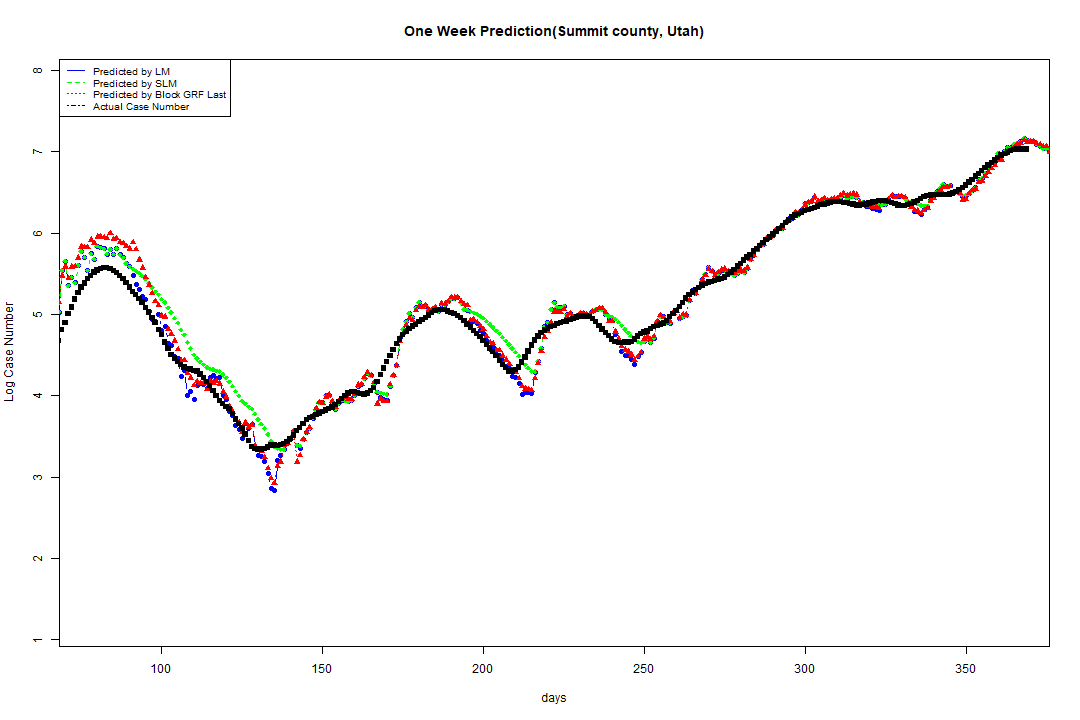 One Week Prediction(Summit county, Utah)
Predicted by LM
Predicted by SLM
Predicted by Block GRF Last
Actual Case Number
8
7
6
5
4
3
2
1
Log Case Number
100 150 200 250 300 350
days